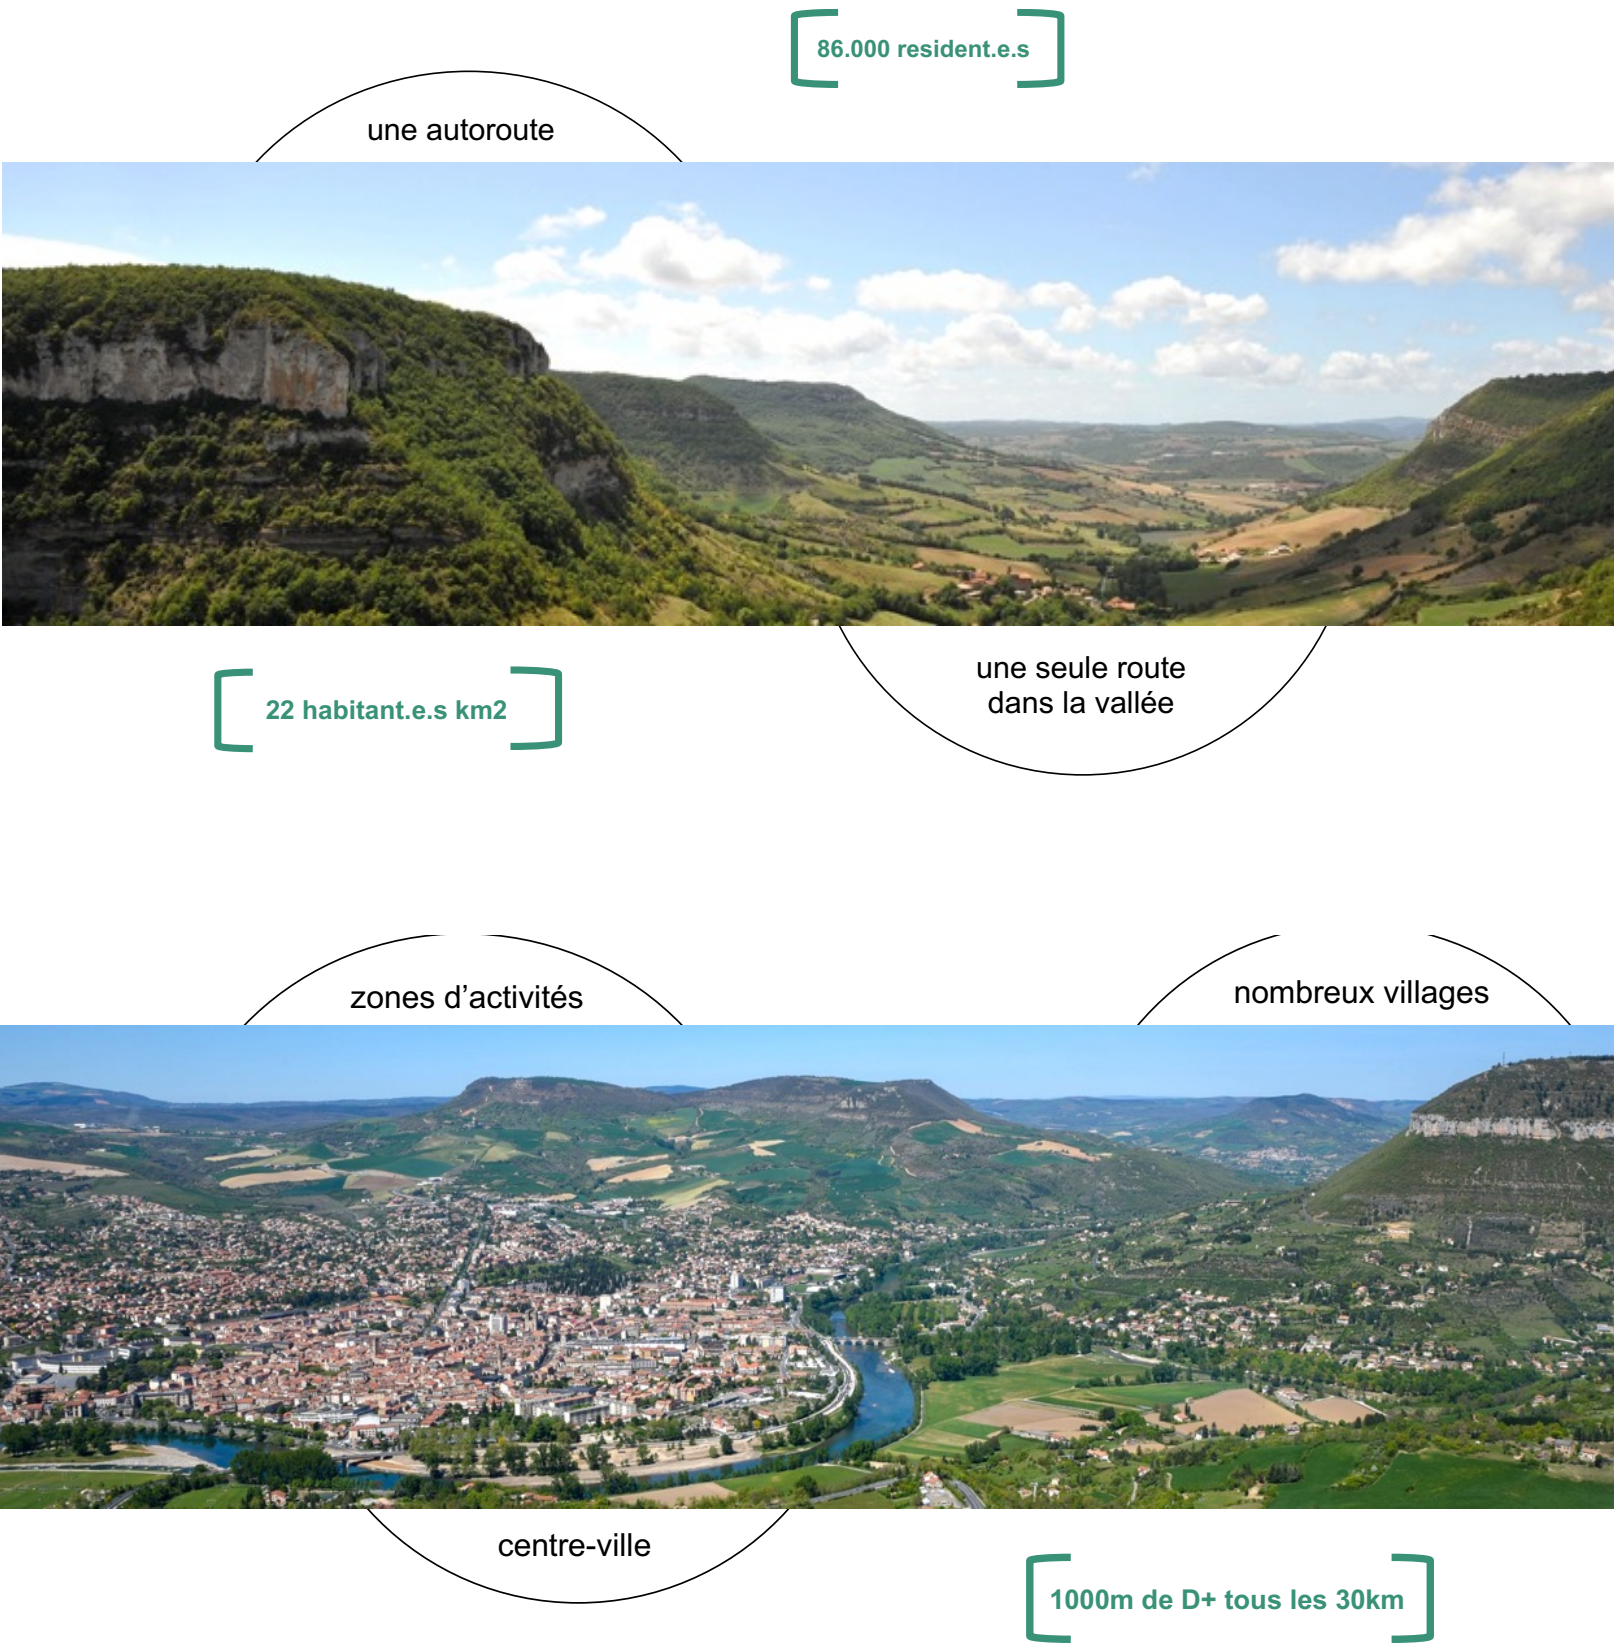 86.000 resident.e.s
une autoroute
22 habitant.e.s km2
une seule route
dans la vallée
zones d’activités
nombreux villages
centre-ville
1000m de D+ tous les 30km